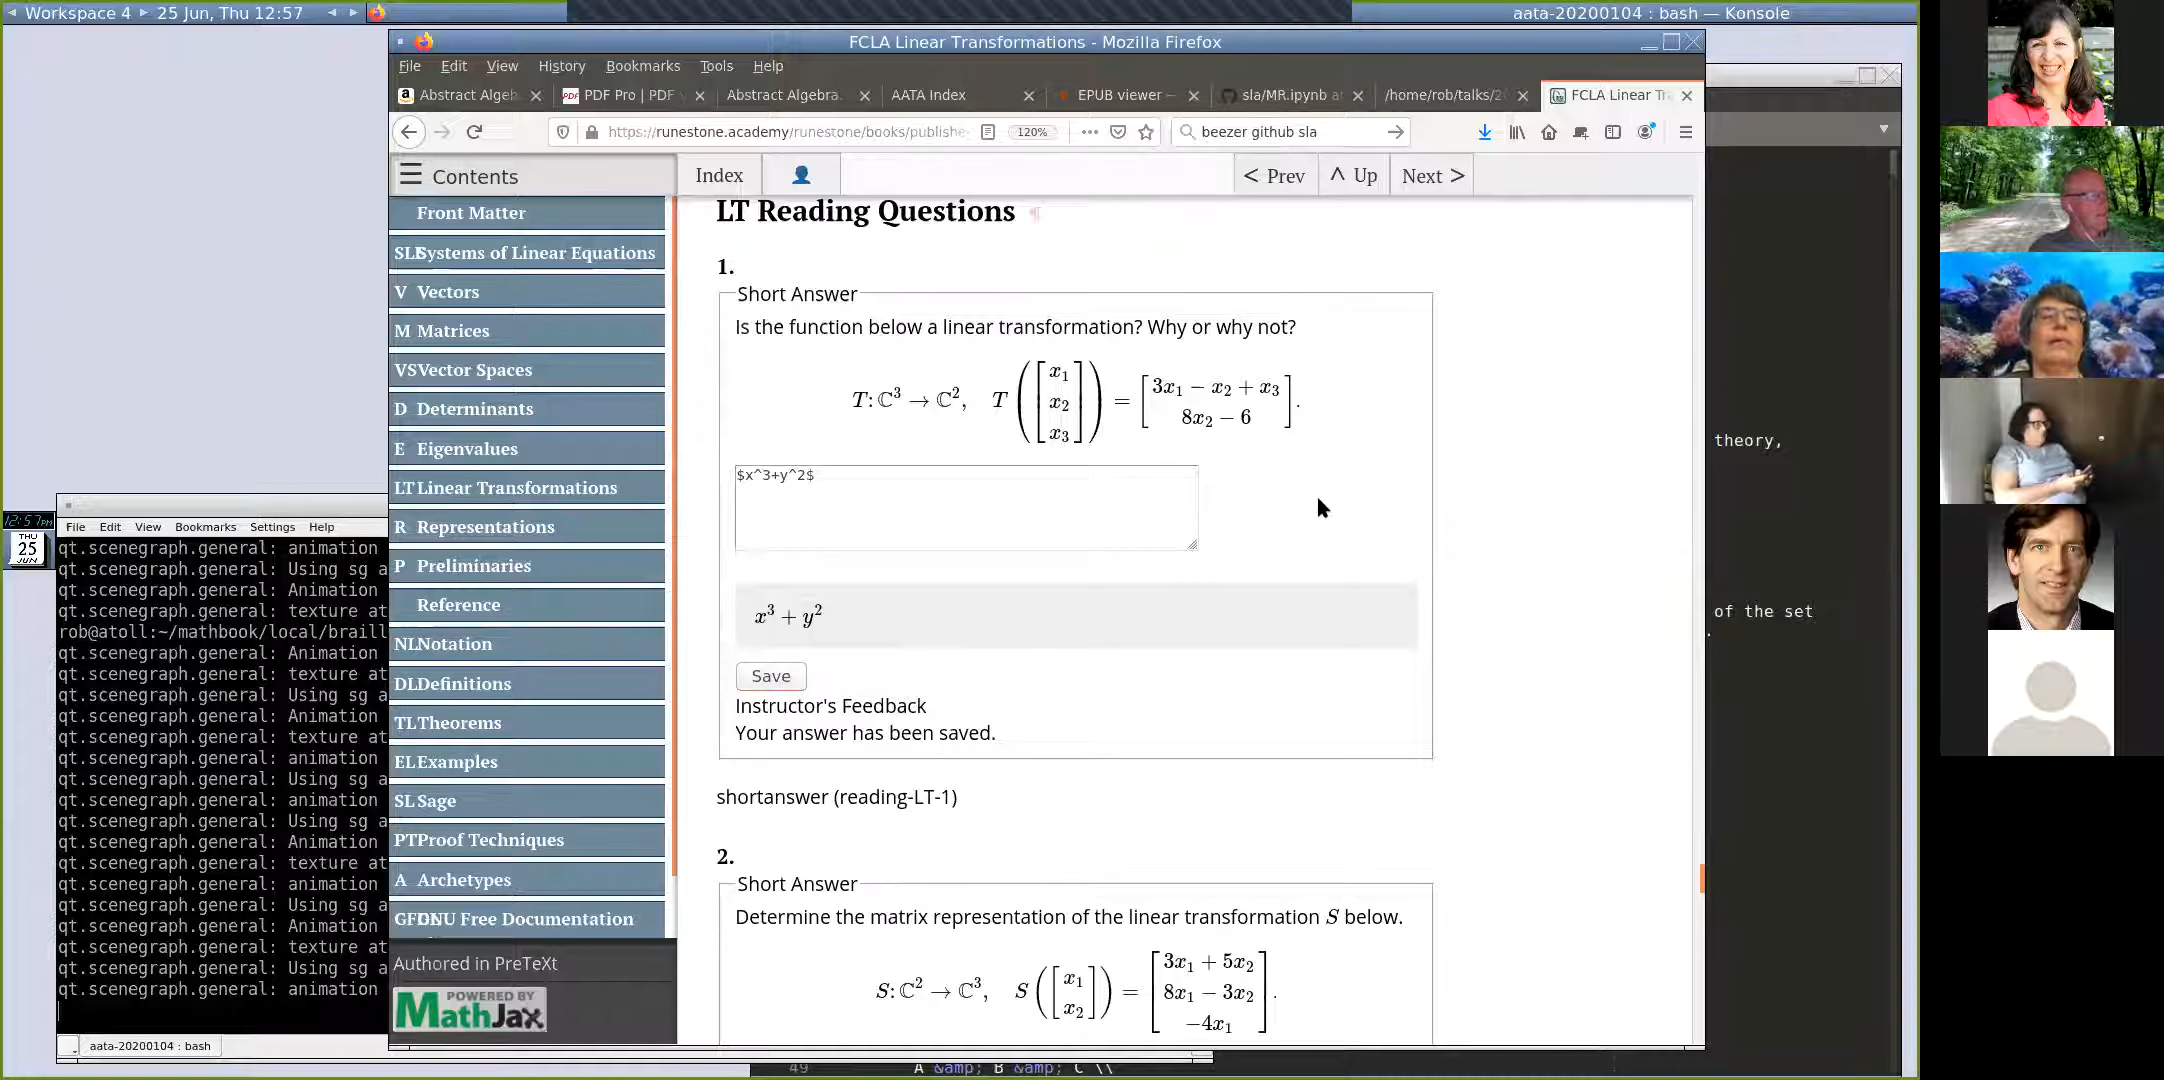 Workspace 4 25 Jun, Thu 12:57
aata-20200104 : bash — Konsole
FCLA Linear Transformations - Mozilla Firefox
File Edit View History Bookmarks Tools Help
Abstract Algeb
PDF Pro | PDF
Abstract Algebra.
AATA Index
EPUB viewer —
sla/MR.ipynb a
/home/rob/talks/20
FCLA Linear Tr
https://runestone.academy/runestone/books/publishe
120%
beezer github sla
Contents
Index
< Prev
^ Up
Next >
Front Matter
SLE Systems of Linear Equations
V Vectors
M Matrices
VS Vector Spaces
D Determinants
E Eigenvalues
LT Linear Transformations
R Representations
P Preliminaries
Reference
NL Notation
DL Definitions
TL Theorems
EL Examples
SL Sage
PT Proof Techniques
A Archetypes
GFDL GNU Free Documentation
Authored in PreTeXt
POWERED BY
MathJax
LT Reading Questions ¶
1.
Short Answer
Is the function below a linear transformation? Why or why not?
T: ℂ³ → ℂ², T([x₁ x₂ x₃]) = [3x₁ − x₂ + x₃ 8x₂ − 6].
$x^3+y^2$
x³ + y²
Save
Instructor's Feedback
Your answer has been saved.
shortanswer (reading-LT-1)
2.
Short Answer
Determine the matrix representation of the linear transformation S below.
S: ℂ² → ℂ³, S([x₁ x₂]) = [3x₁ + 5x₂ 8x₁ − 3x₂ −4x₁].
12:57PM
THU
25
JUN
File Edit View Bookmarks Settings Help
qt.scenegraph.general: animation
qt.scenegraph.general: Using sg a
qt.scenegraph.general: Animation
qt.scenegraph.general: texture at
rob@atoll:~/mathbook/local/braill
qt.scenegraph.general: Animation
qt.scenegraph.general: texture at
qt.scenegraph.general: Using sg a
qt.scenegraph.general: Animation
qt.scenegraph.general: texture at
qt.scenegraph.general: animation
qt.scenegraph.general: Using sg a
qt.scenegraph.general: animation
qt.scenegraph.general: Using sg a
qt.scenegraph.general: Animation
qt.scenegraph.general: texture at
qt.scenegraph.general: animation
qt.scenegraph.general: Using sg a
qt.scenegraph.general: Animation
qt.scenegraph.general: texture at
qt.scenegraph.general: Using sg a
qt.scenegraph.general: animation
aata-20200104 : bash
theory,
of the set
49 A &amp; B &amp; C \\